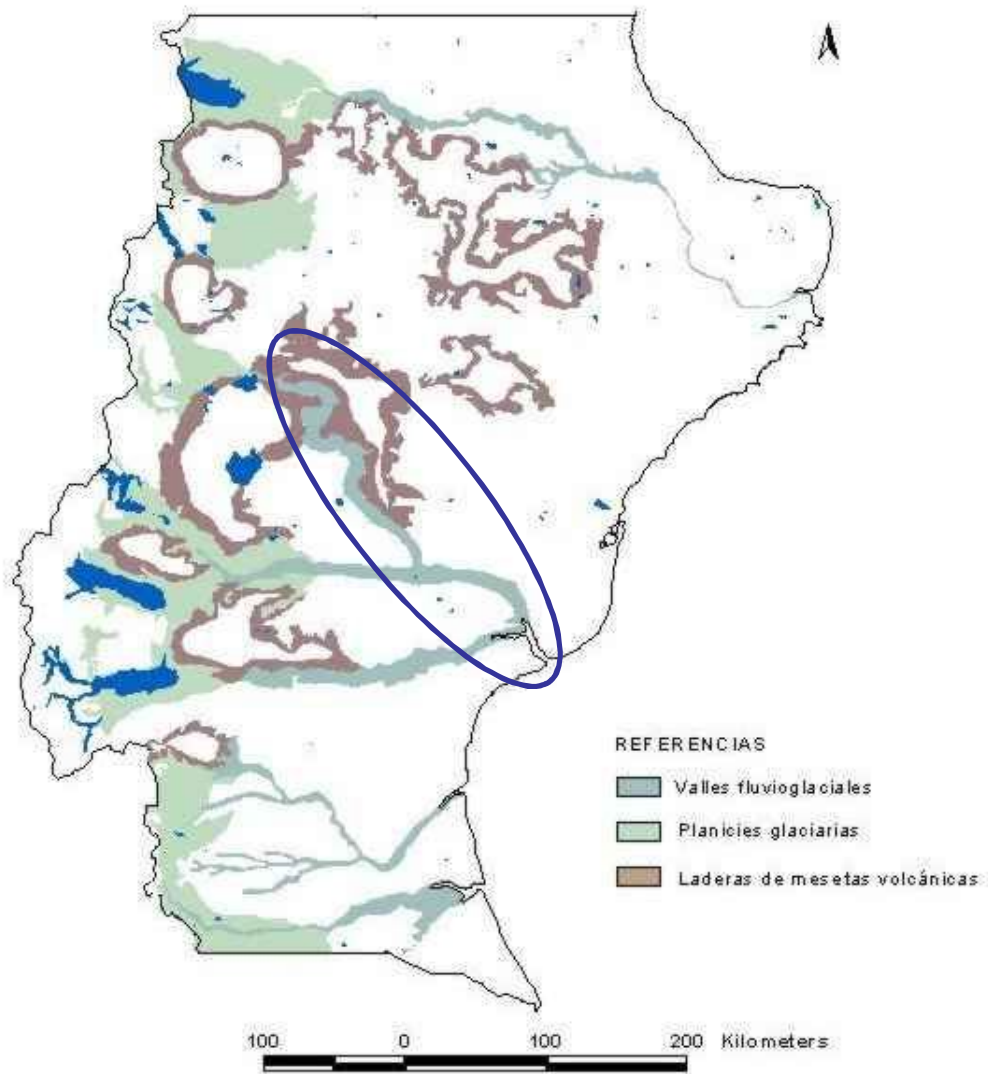 REFERENCIAS
Valles fluvioglaciales
Planicies glaciarias
Laderas de mesetas volcánicas
100 0 100 200 Kilometers